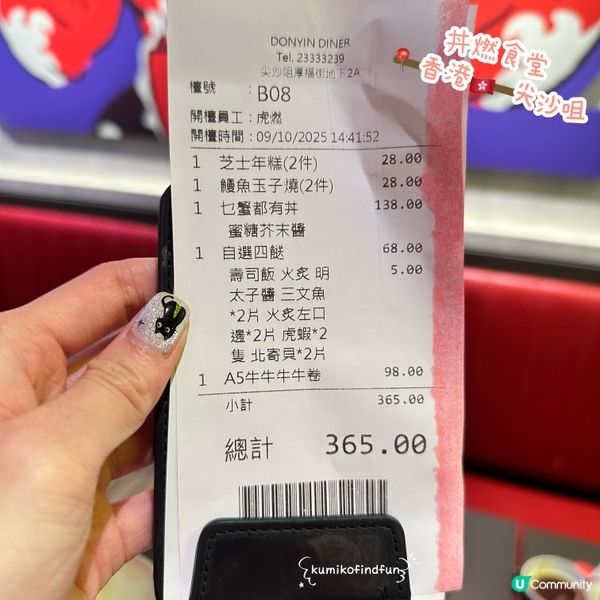 丼燃食堂
香港🇭🇰尖沙咀
DONYIN DINER
Tel. 23333239
尖沙咀厚福街地下2A
檯號 : B08
開檯員工 : 虎燃
開檯時間 : 09/10/2025 14:41:52
1 芝士年糕(2件) 28.00
1 鰻魚玉子燒(2件) 28.00
1 乜蟹都有丼 138.00
蜜糖芥末醬
1 自選四餸 68.00
壽司飯 火炙 明 5.00
太子醬 三文魚
*2片 火炙左口
邊*2片 虎蝦*2
隻 北寄貝*2片
1 A5牛牛牛牛卷 98.00
小計 365.00
總計 365.00
kumikofindfun
U Community